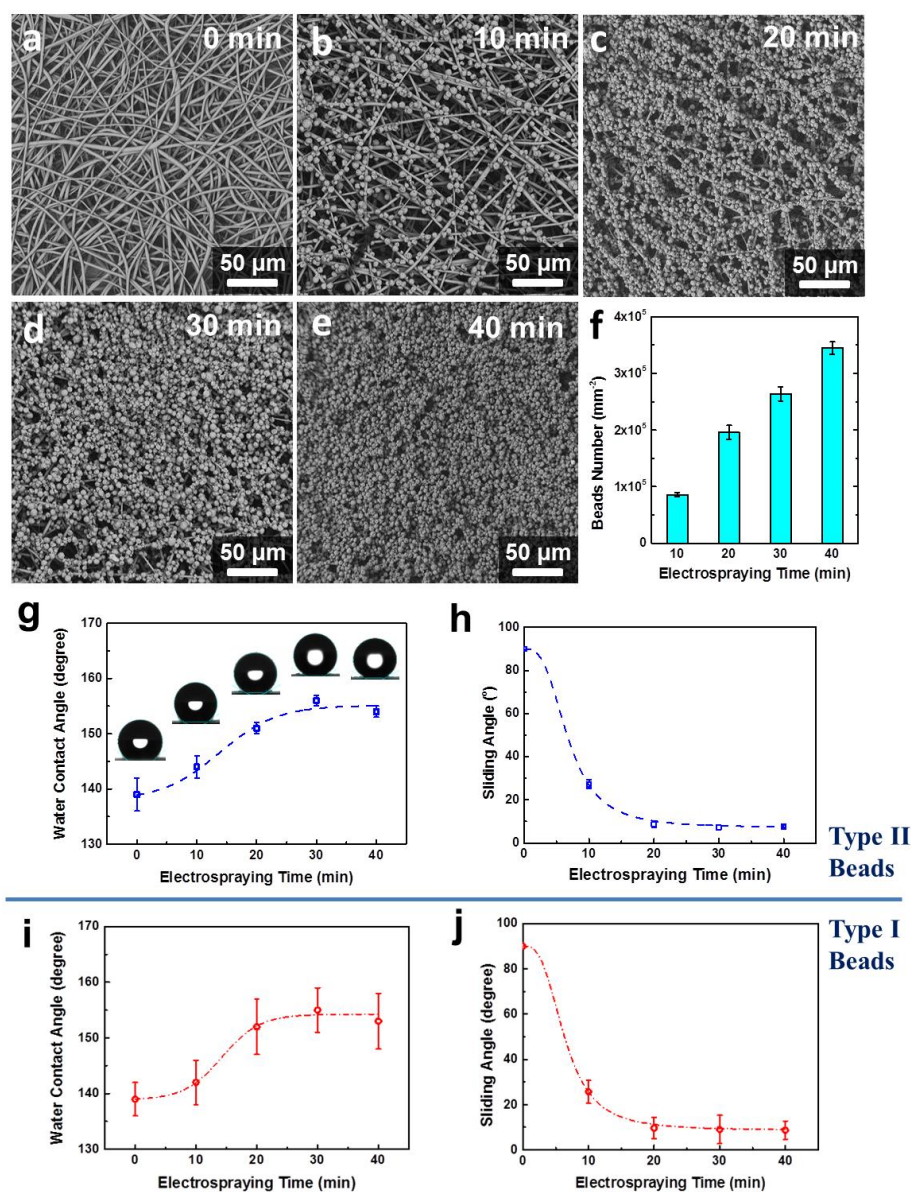 a
0 min
50 µm
b
10 min
50 µm
c
20 min
50 µm
d
30 min
50 µm
e
40 min
50 µm
f
4x10⁵
3x10⁵
2x10⁵
1x10⁵
0
Beads Number (mm⁻²)
10 20 30 40
Electrospraying Time (min)
g
170
160
150
140
130
Water Contact Angle (degree)
0 10 20 30 40
Electrospraying Time (min)
h
100
80
60
40
20
0
Sliding Angle (°)
0 10 20 30 40
Electrospraying Time (min)
Type II
Beads
i
170
160
150
140
130
Water Contact Angle (degree)
0 10 20 30 40
Electrospraying Time (min)
j
100
80
60
40
20
0
Sliding Angle (degree)
0 10 20 30 40
Electrospraying Time (min)
Type I
Beads